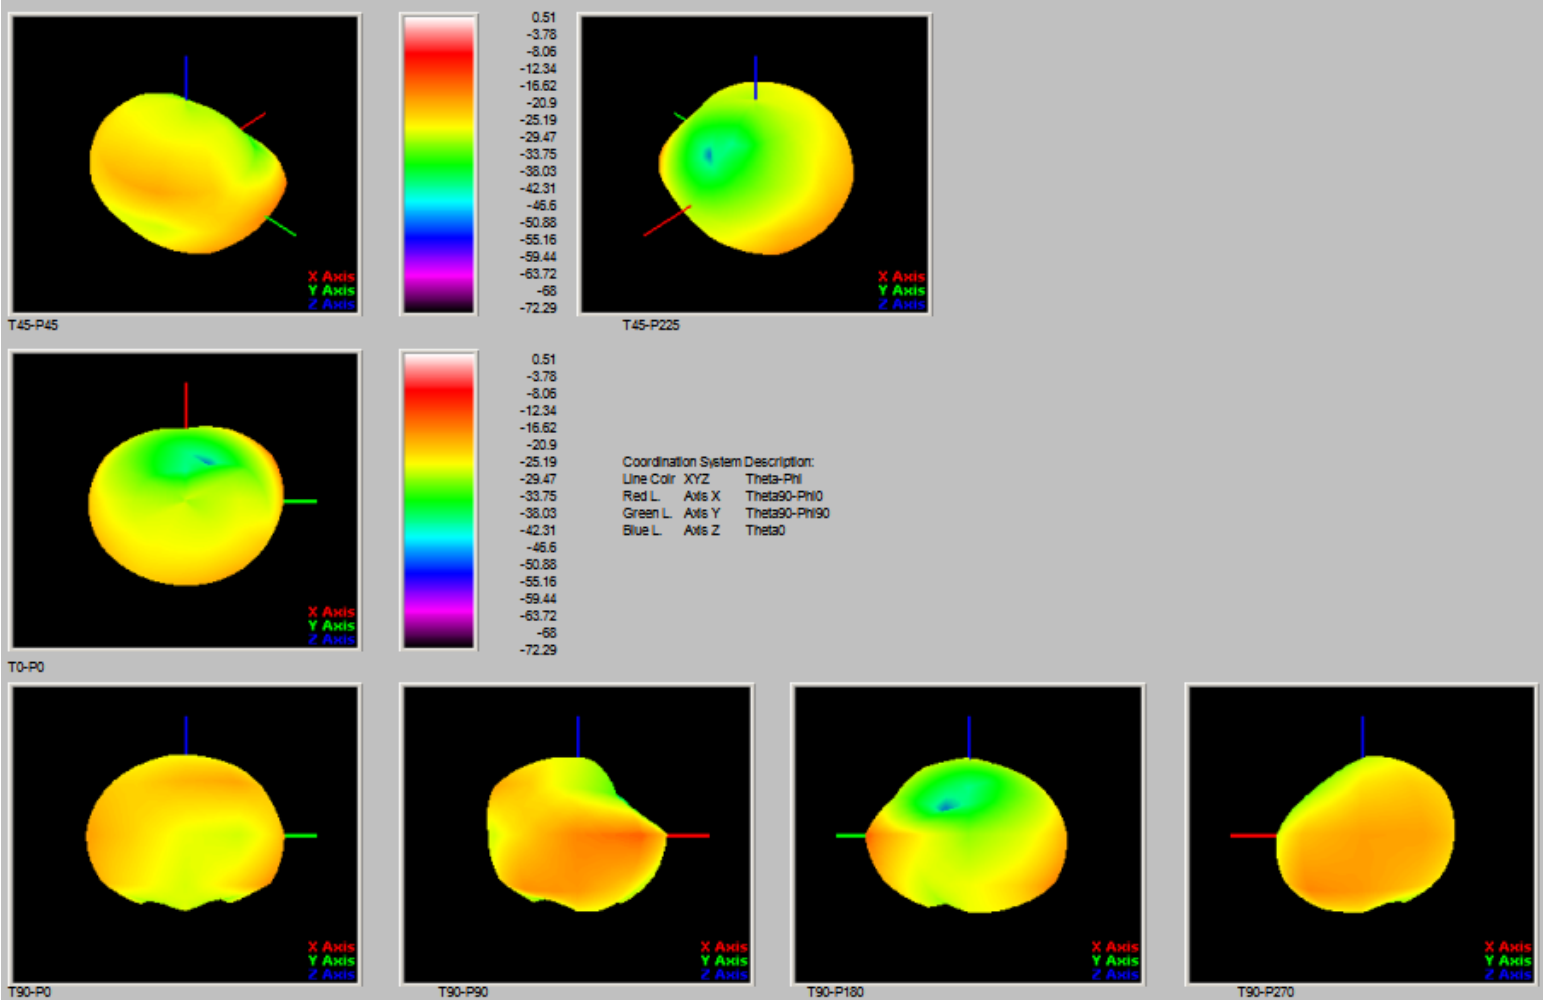 0.51
-3.78
-8.06
-12.34
-16.62
-20.9
-25.19
-29.47
-33.75
-38.03
-42.31
-46.6
-50.88
-55.16
-59.44
-63.72
-68
-72.29
X Axis
Y Axis
Z Axis
X Axis
Y Axis
Z Axis
T45-P45
T45-P225
0.51
-3.78
-8.06
-12.34
-16.62
-20.9
-25.19
-29.47
-33.75
-38.03
-42.31
-46.6
-50.88
-55.16
-59.44
-63.72
-68
-72.29
Coordination System Description:
Line Colr XYZ Theta-Phi
Red L. Axis X Theta90-Phi0
Green L. Axis Y Theta90-Phi90
Blue L. Axis Z Theta0
X Axis
Y Axis
Z Axis
T0-P0
X Axis
Y Axis
Z Axis
X Axis
Y Axis
Z Axis
X Axis
Y Axis
Z Axis
X Axis
Y Axis
Z Axis
T90-P0
T90-P90
T90-P180
T90-P270